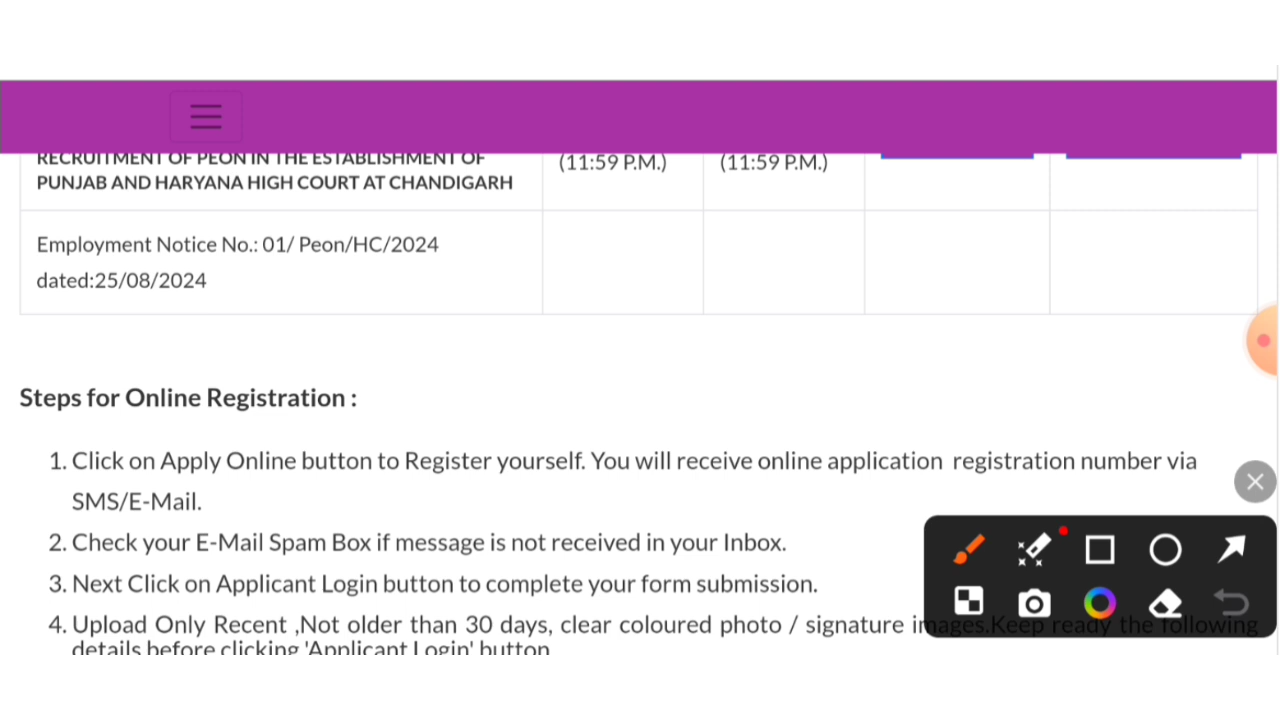 RECRUITMENT OF PEON IN THE ESTABLISHMENT OF
PUNJAB AND HARYANA HIGH COURT AT CHANDIGARH
(11:59 P.M.)
(11:59 P.M.)
Employment Notice No.: 01/ Peon/HC/2024
dated:25/08/2024
Steps for Online Registration :
1. Click on Apply Online button to Register yourself. You will receive online application registration number via
SMS/E-Mail.
2. Check your E-Mail Spam Box if message is not received in your Inbox.
3. Next Click on Applicant Login button to complete your form submission.
4. Upload Only Recent ,Not older than 30 days, clear coloured photo / signature images.Keep ready the following
details before clicking 'Applicant Login' button